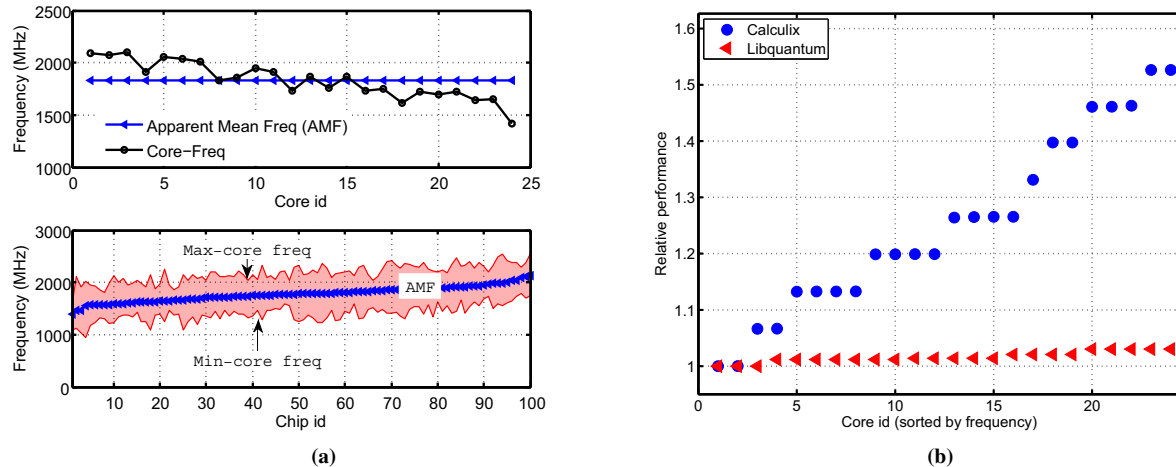 2500
2000
1500
1000
Frequency (MHz)
Apparent Mean Freq (AMF)
Core−Freq
0 5 10 15 20 25
Core id
3000
2000
1000
0
Frequency (MHz)
Max-core freq
AMF
Min-core freq
10 20 30 40 50 60 70 80 90 100
Chip id
(a)
Calculix
Libquantum
1.6
1.5
1.4
1.3
1.2
1.1
1
Relative performance
0 5 10 15 20
Core id (sorted by frequency)
(b)